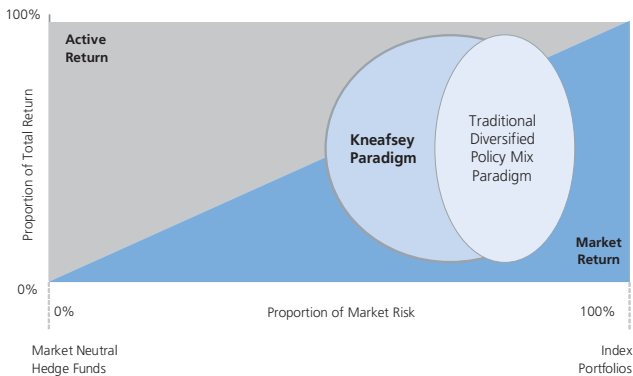 100%
Active
Return
Proportion of Total Return
Kneafsey
Paradigm
Traditional
Diversified
Policy Mix
Paradigm
Market
Return
0%
0%
Proportion of Market Risk
100%
Market Neutral
Hedge Funds
Index
Portfolios